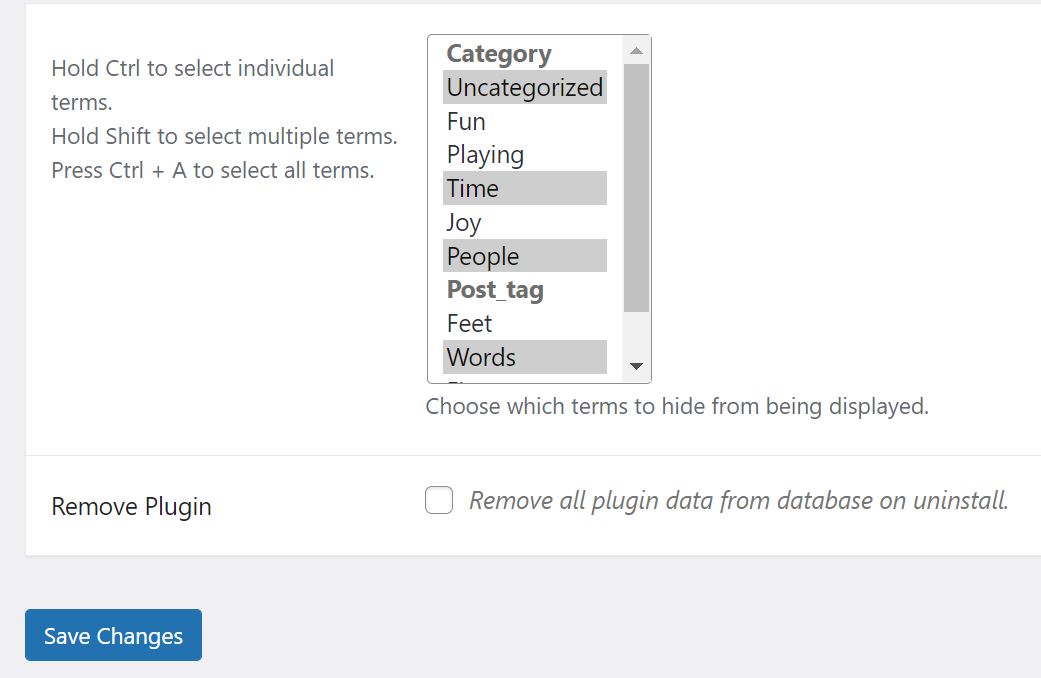 Hold Ctrl to select individual
terms.
Hold Shift to select multiple terms.
Press Ctrl + A to select all terms.
Category
Uncategorized
Fun
Playing
Time
Joy
People
Post_tag
Feet
Words
Choose which terms to hide from being displayed.
Remove Plugin
Remove all plugin data from database on uninstall.
Save Changes